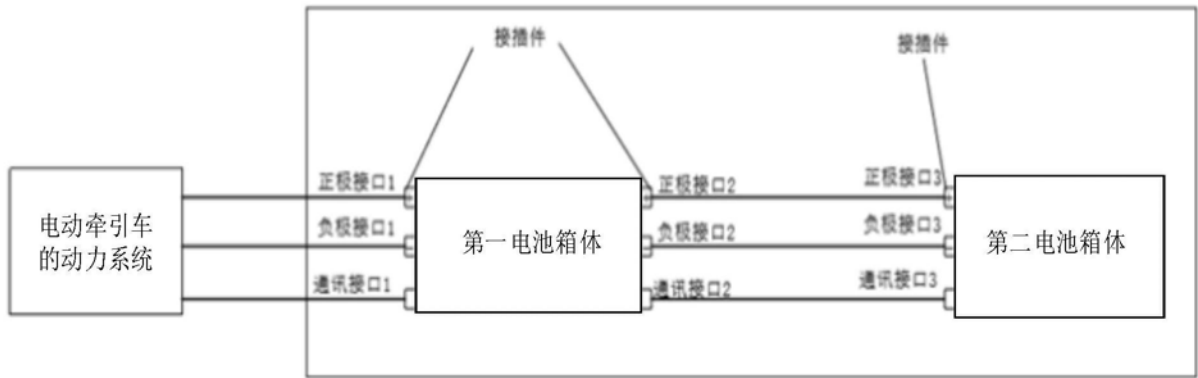 接插件
接插件
正极接口1
正极接口2
正极接口3
电动牵引车
的动力系统
负极接口1
第一电池箱体
负极接口2
负极接口3
第二电池箱体
通讯接口1
通讯接口2
通讯接口3